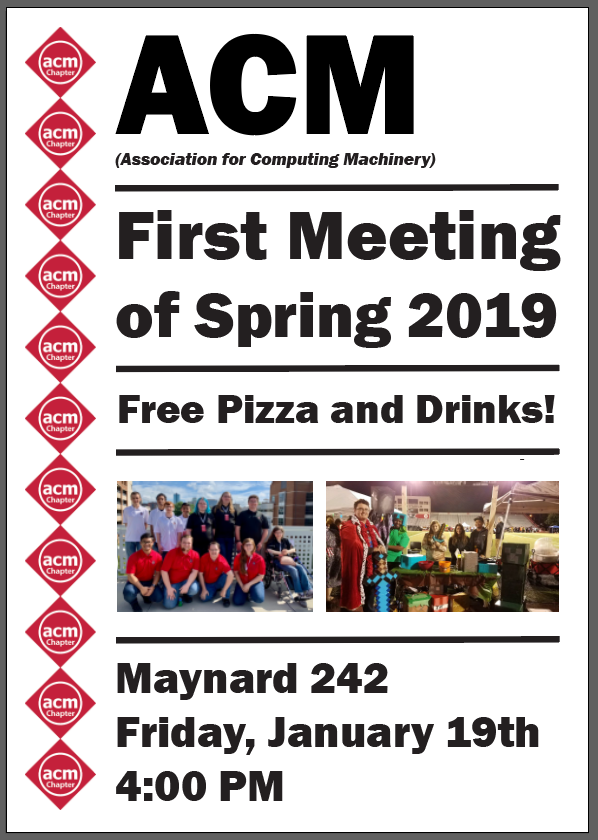 ACM
(Association for Computing Machinery)
First Meeting
of Spring 2019
Free Pizza and Drinks!
Maynard 242
Friday, January 19th
4:00 PM
acm
Chapter
acm
Chapter
acm
Chapter
acm
Chapter
acm
Chapter
acm
Chapter
acm
Chapter
acm
Chapter
acm
Chapter
acm
Chapter
acm
Chapter